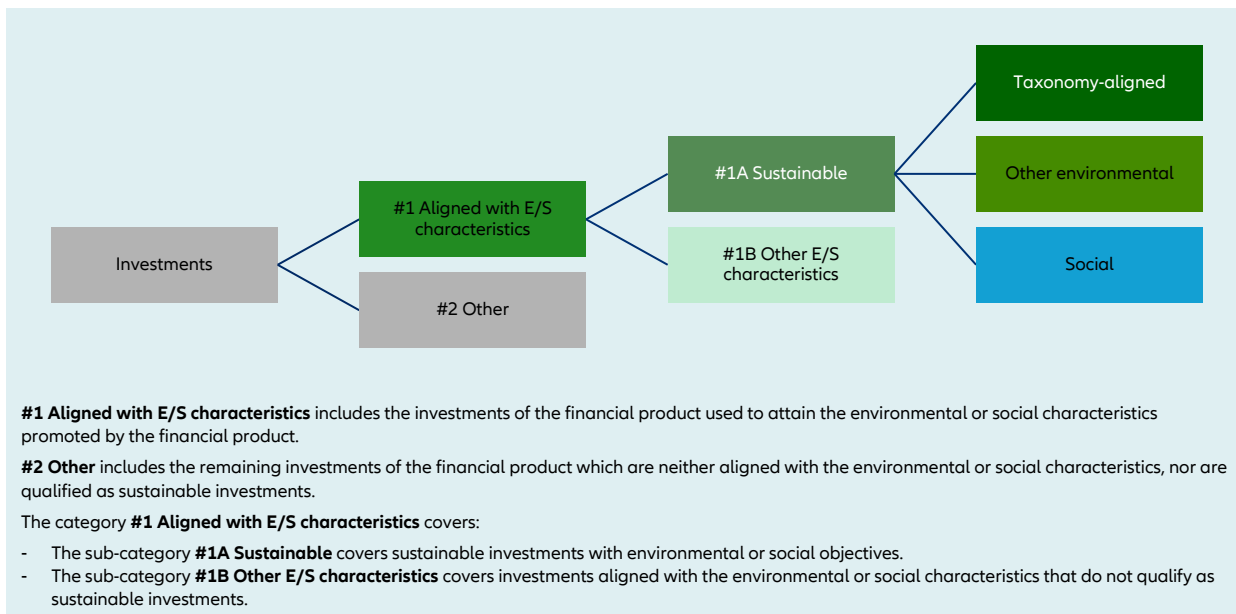 Taxonomy-aligned
#1A Sustainable
Other environmental
#1 Aligned with E/S
characteristics
Investments
#1B Other E/S
characteristics
Social
#2 Other
#1 Aligned with E/S characteristics includes the investments of the financial product used to attain the environmental or social characteristics
promoted by the financial product.
#2 Other includes the remaining investments of the financial product which are neither aligned with the environmental or social characteristics, nor are
qualified as sustainable investments.
The category #1 Aligned with E/S characteristics covers:
- The sub-category #1A Sustainable covers sustainable investments with environmental or social objectives.
- The sub-category #1B Other E/S characteristics covers investments aligned with the environmental or social characteristics that do not qualify as
sustainable investments.